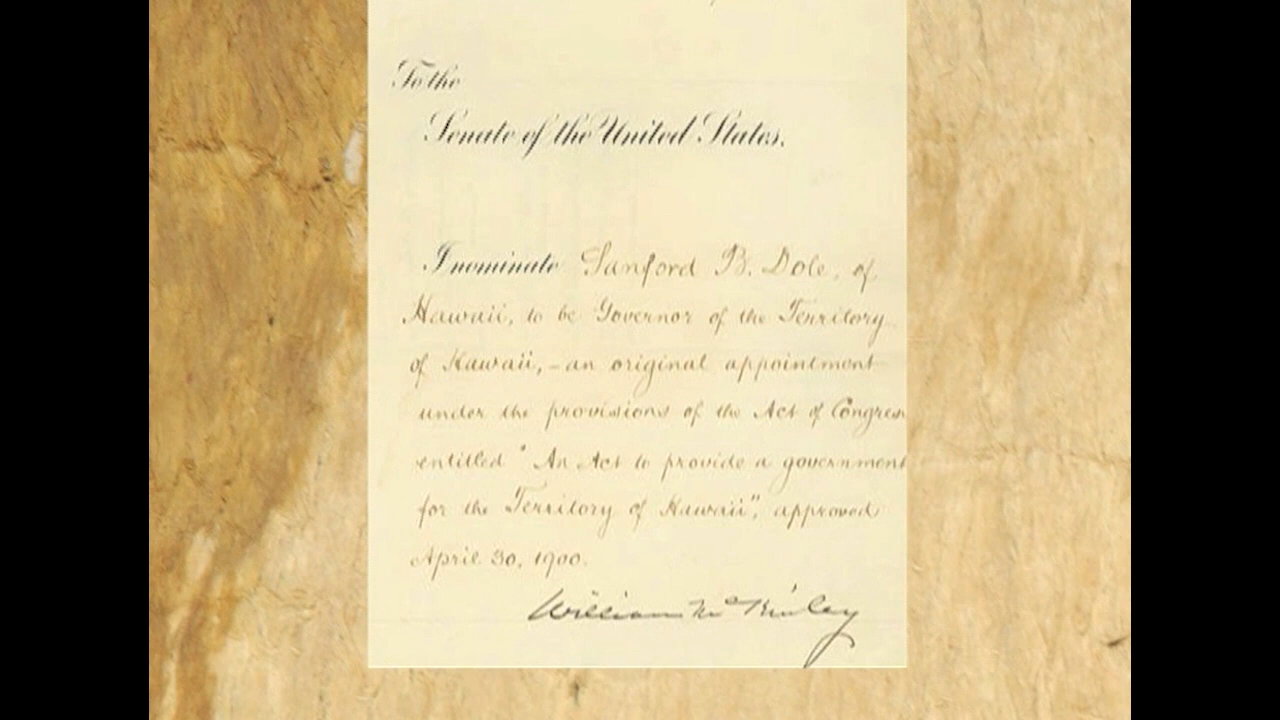 To the
Senate of the United States.
I nominate Sanford B. Dole, of
Hawaii, to be Governor of the Territory
of Hawaii,-an original appointment
under the provisions of the Act of Congres
entitled "An Act to provide a government
for the Territory of Hawaii", approved
April 30, 1900.
William McKinley